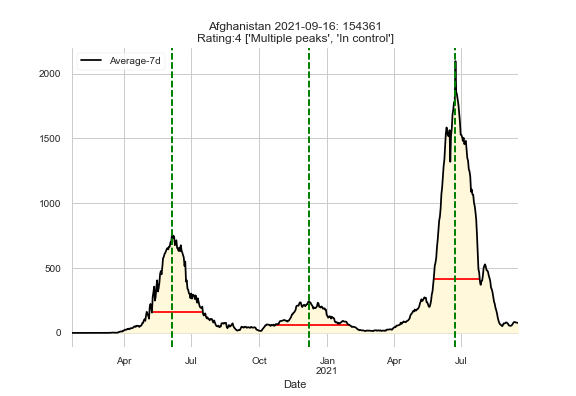 Afghanistan 2021-09-16: 154361
Rating:4 ['Multiple peaks', 'In control']
Average-7d
2000
1500
1000
500
0
Apr Jul Oct Jan Apr Jul
2021
Date